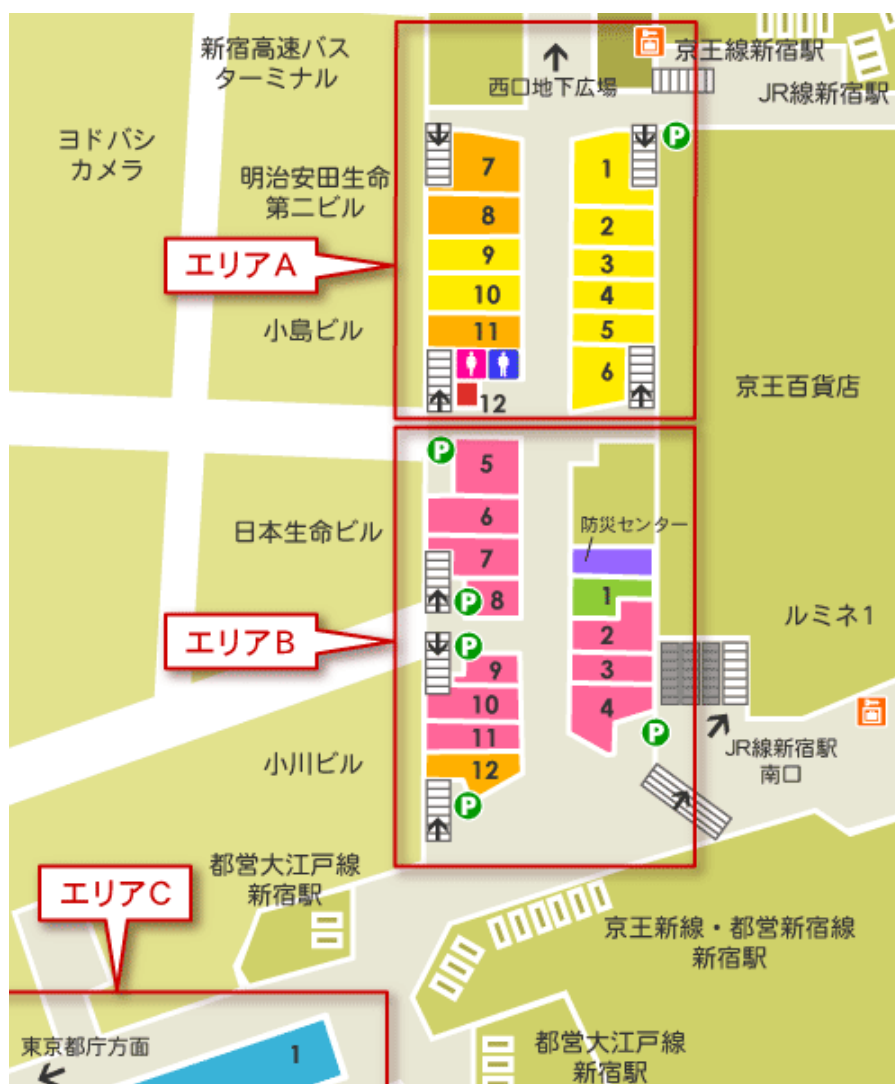 新宿高速バス
ターミナル
西口地下広場
京王線新宿駅
JR線新宿駅
ヨドバシ
カメラ
明治安田生命
第二ビル
エリアA
小島ビル
7
8
9
10
11
12
1
2
3
4
5
6
P
京王百貨店
P
5
6
7
8
P
P
9
10
11
12
P
日本生命ビル
エリアB
小川ビル
防災センター
1
2
3
4
P
ルミネ1
JR線新宿駅
南口
エリアC
都営大江戸線
新宿駅
京王新線・都営新宿線
新宿駅
東京都庁方面
1
都営大江戸線
新宿駅